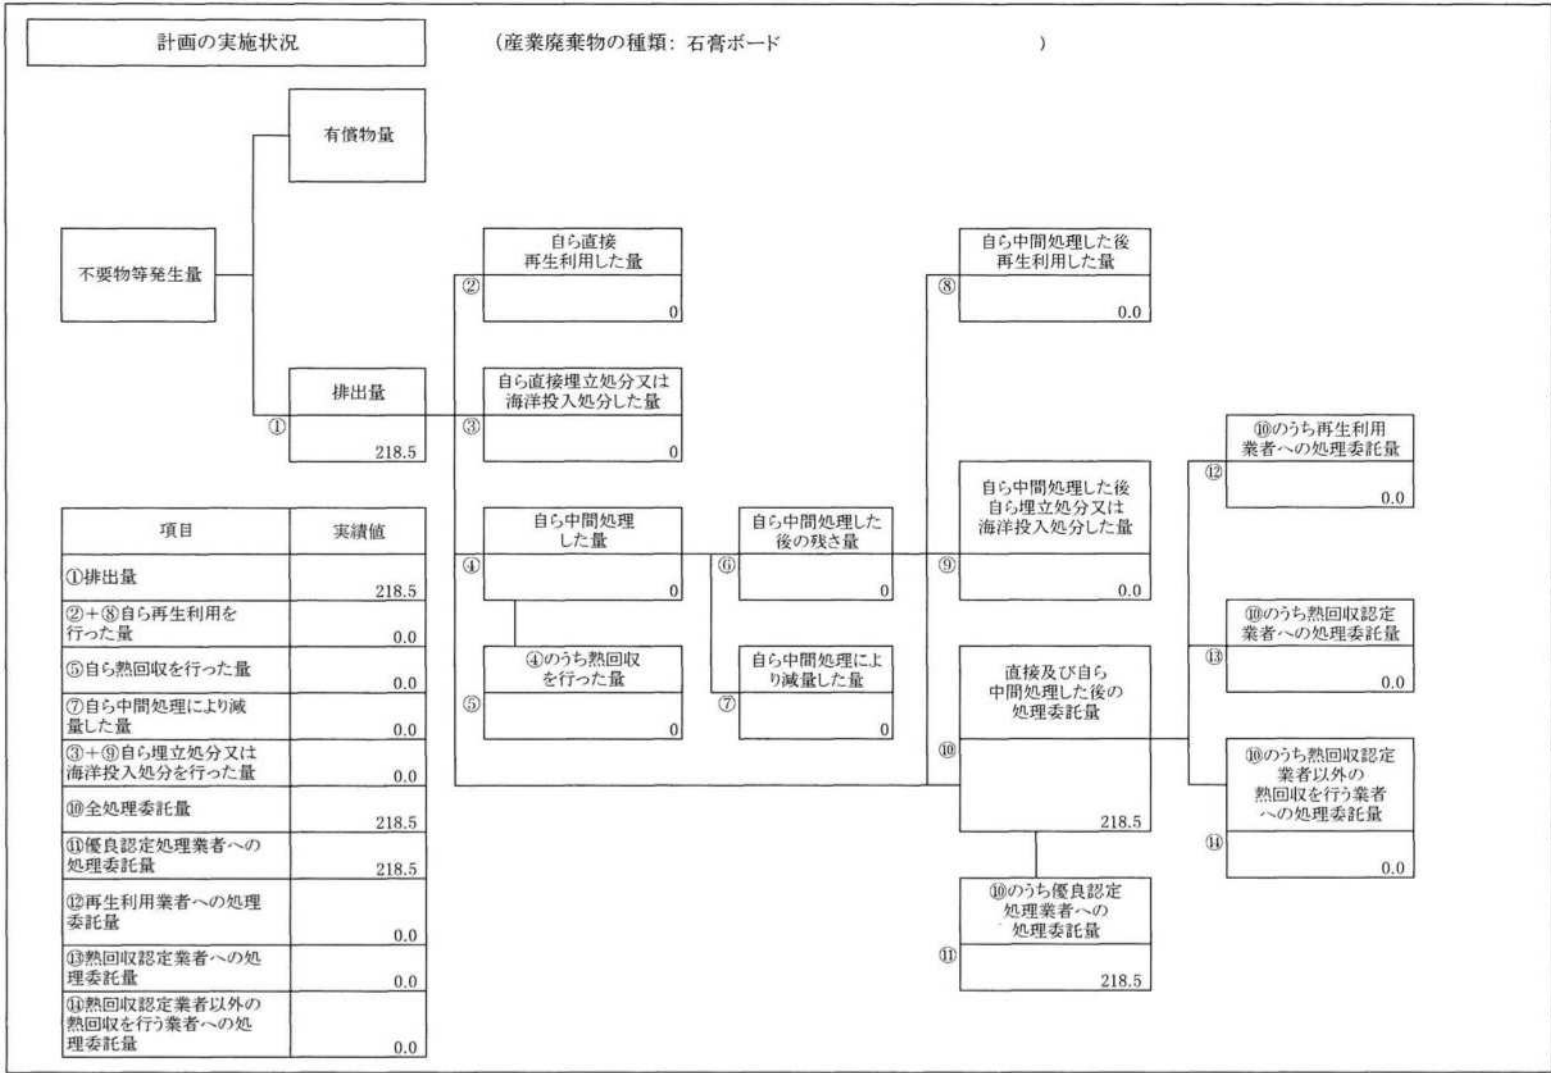 計画の実施状況
(産業廃棄物の種類: 石膏ボード )
有償物量
不要物等発生量
排出量
①
218.5
自ら直接
再生利用した量
②
0
自ら直接埋立処分又は
海洋投入処分した量
③
0
自ら中間処理
した量
④
0
④のうち熱回収
を行った量
⑤
0
自ら中間処理した
後の残さ量
⑥
0
自ら中間処理によ
り減量した量
⑦
0
自ら中間処理した後
再生利用した量
⑧
0.0
自ら中間処理した後
自ら埋立処分又は
海洋投入処分した量
⑨
0.0
直接及び自ら
中間処理した後の
処理委託量
⑩
218.5
⑩のうち優良認定
処理業者への
処理委託量
⑪
218.5
⑩のうち再生利用
業者への処理委託量
⑫
0.0
⑩のうち熱回収認定
業者への処理委託量
⑬
0.0
⑩のうち熱回収認定
業者以外の
熱回収を行う業者
への処理委託量
⑭
0.0
項目 実績値
①排出量 218.5
②+⑧自ら再生利用を
行った量 0.0
⑤自ら熱回収を行った量 0.0
⑦自ら中間処理により減
量した量 0.0
③+⑨自ら埋立処分又は
海洋投入処分を行った量 0.0
⑩全処理委託量 218.5
⑪優良認定処理業者への
処理委託量 218.5
⑫再生利用業者への処理
委託量 0.0
⑬熱回収認定業者への処
理委託量 0.0
⑭熱回収認定業者以外の
熱回収を行う業者への処
理委託量 0.0